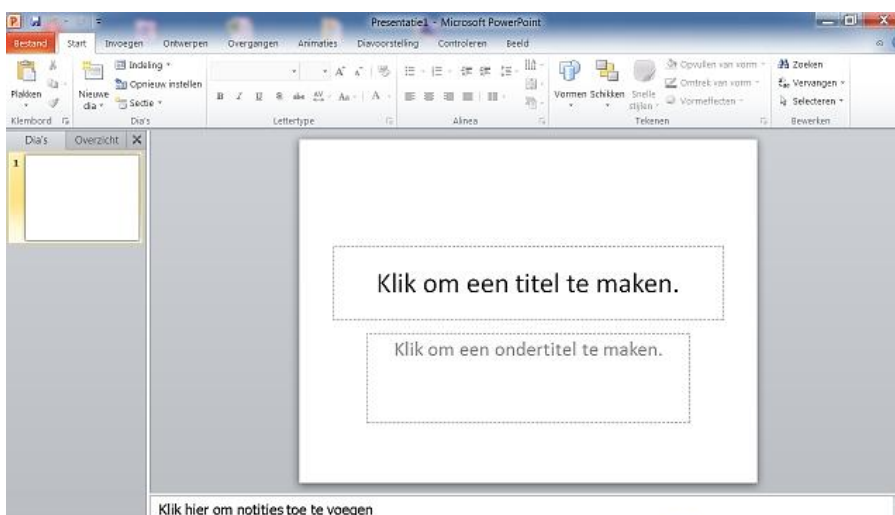 Presentatie1 - Microsoft PowerPoint
Bestand Start Invoegen Ontwerpen Overgangen Animaties Diavoorstelling Controleren Beeld
Plakken
Nieuwe dia
Indeling
Opnieuw instellen
Sectie
Vormen Schikken Snelle stijlen
Opvullen van vorm
Omtrek van vorm
Vormeffecten
Zoeken
Vervangen
Selecteren
Klembord Dia's Lettertype Alinea Tekenen Bewerken
Dia's Overzicht
1
Klik om een titel te maken.
Klik om een ondertitel te maken.
Klik hier om notities toe te voegen